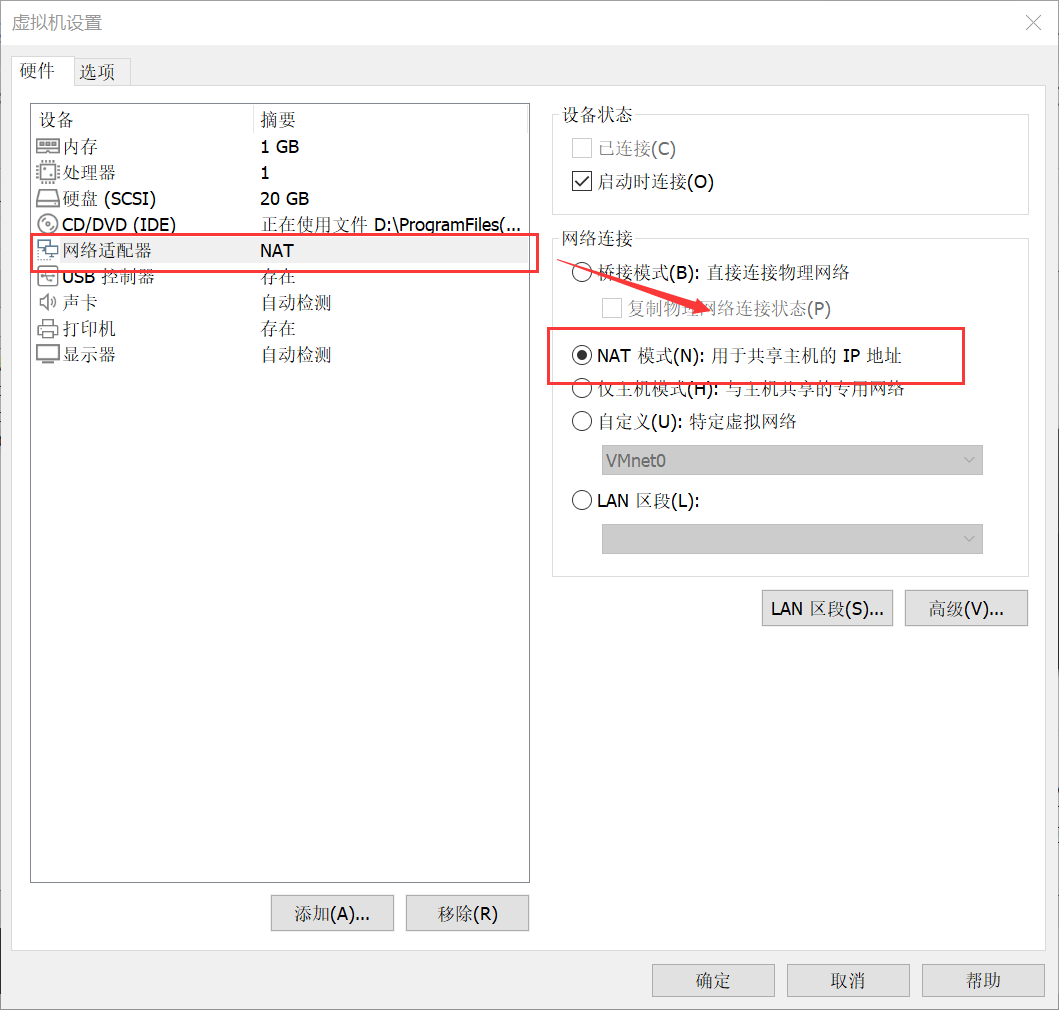 虚拟机设置
硬件 选项
设备 摘要
内存 1 GB
处理器 1
硬盘 (SCSI) 20 GB
CD/DVD (IDE) 正在使用文件 D:\ProgramFiles(...
网络适配器 NAT
USB 控制器 存在
声卡 自动检测
打印机 存在
显示器 自动检测
添加(A)... 移除(R)
设备状态
已连接(C)
启动时连接(O)
网络连接
桥接模式(B): 直接连接物理网络
复制物理网络连接状态(P)
NAT 模式(N): 用于共享主机的 IP 地址
仅主机模式(H): 与主机共享的专用网络
自定义(U): 特定虚拟网络
VMnet0
LAN 区段(L):
LAN 区段(S)... 高级(V)...
确定 取消 帮助